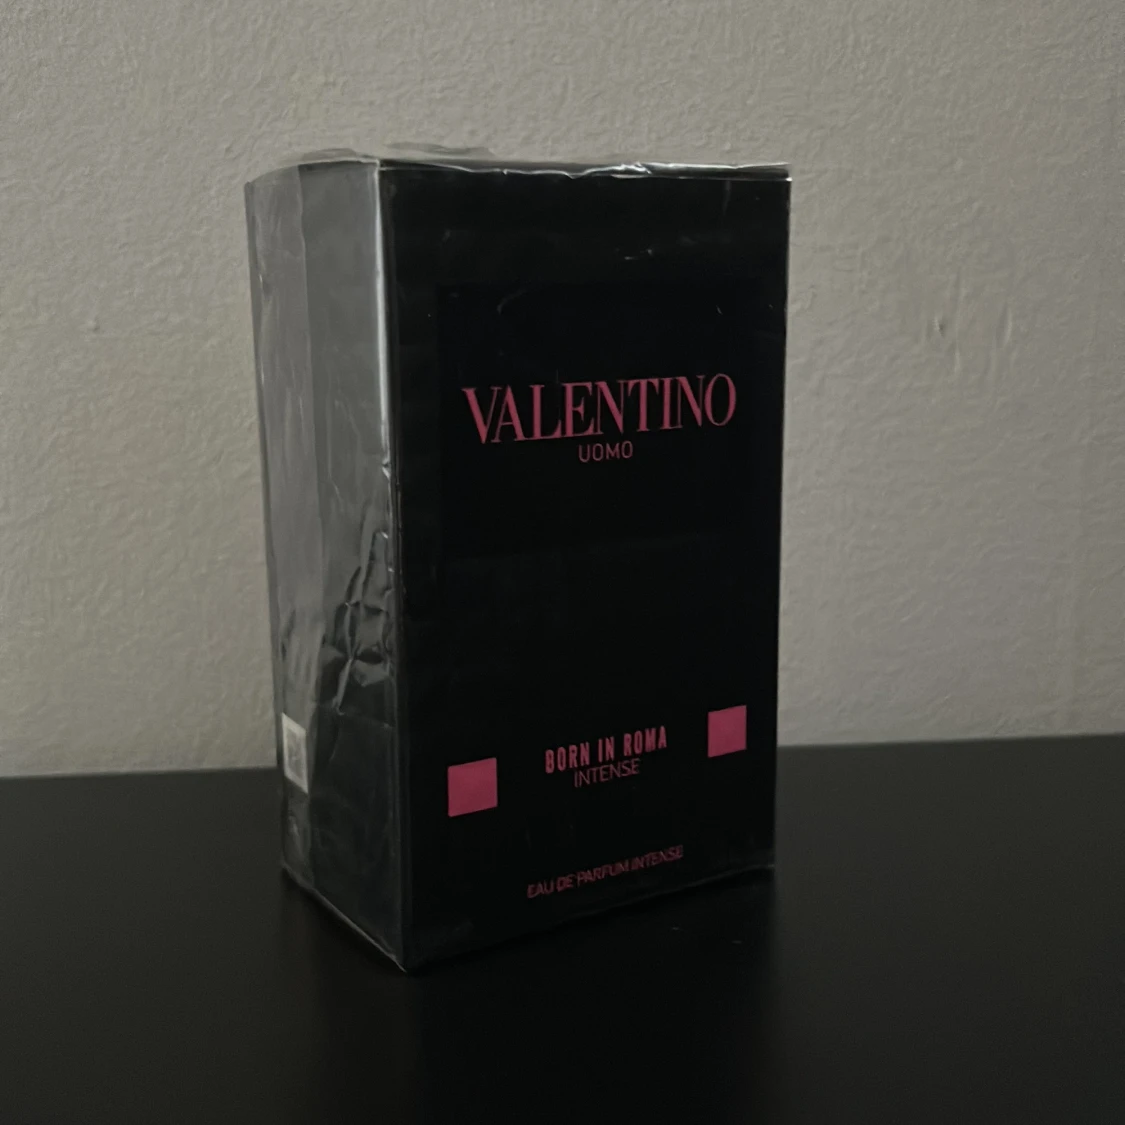 VALENTINO
UOMO
BORN IN ROMA
INTENSE
EAU DE PARFUM INTENSE